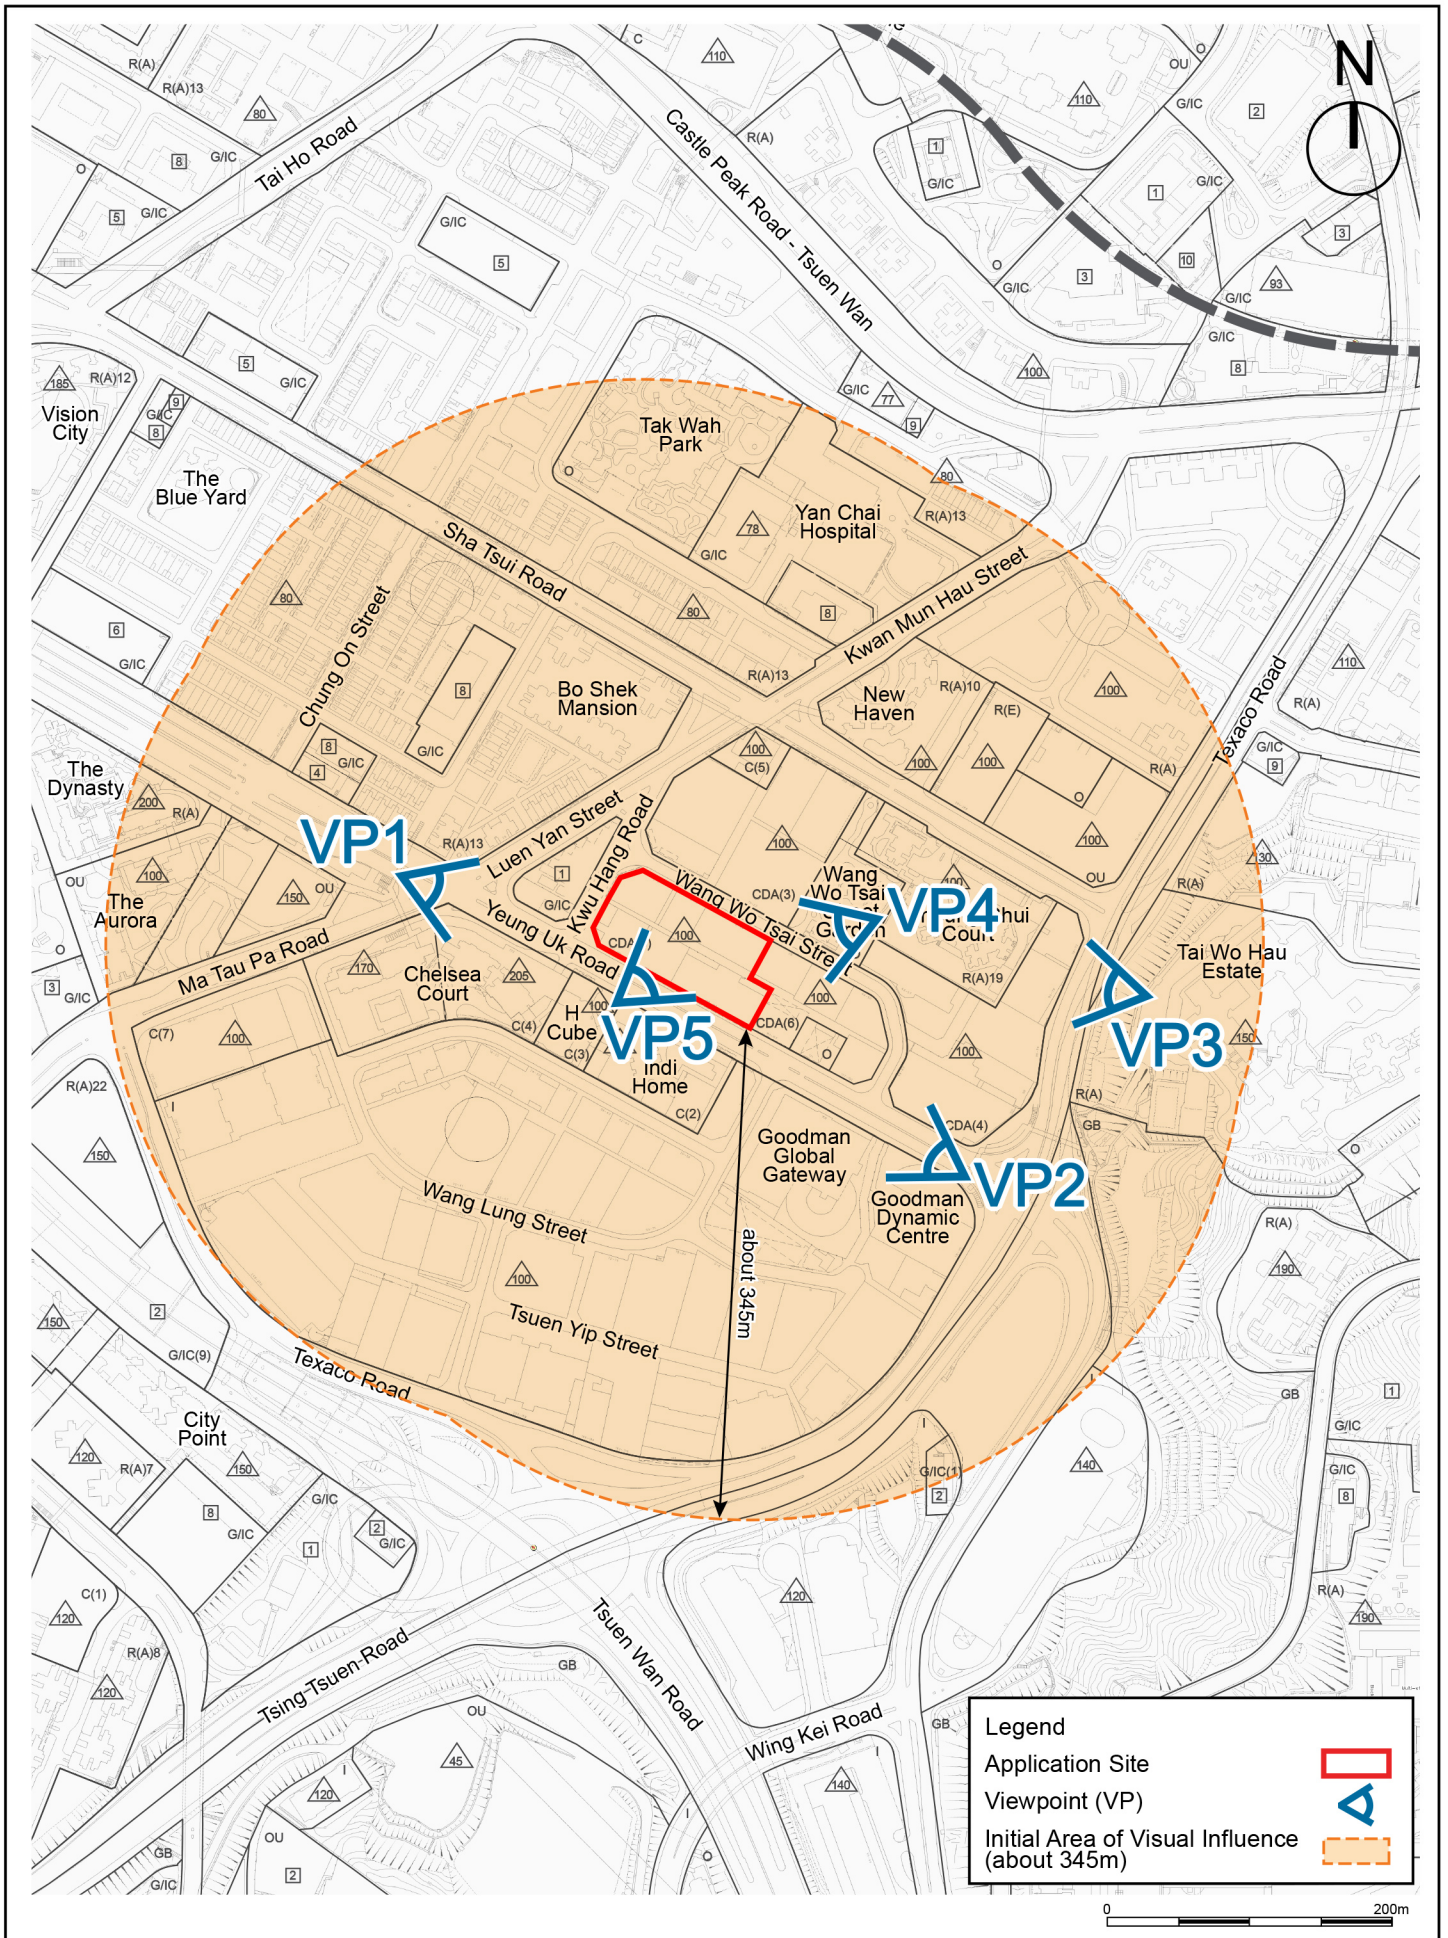 N
C
110
R(A)
R(A)13
80
Tai Ho Road
G/IC
8
O
5
G/IC
G/IC
5
Castle Peak Road - Tsuen Wan
R(A)
1
G/IC
110
O
OU
G/IC
2
1
G/IC
3
10
93
G/IC
O
G/IC
3
G/IC
8
100
185
R(A)12
Vision
City
9
G/IC
8
5
G/IC
The
Blue Yard
Tak Wah
Park
O
G/IC
77
9
80
R(A)13
Yan Chai
Hospital
78
G/IC
8
Sha Tsui Road
80
Kwan Mun Hau Street
80
R(A)13
Chung On Street
6
G/IC
8
G/IC
Bo Shek
Mansion
New
Haven
R(A)10
R(E)
100
100
100
O
R(A)
100
OU
Texaco Road
110
R(A)
G/IC
9
8
4
G/IC
The
Dynasty
200
R(A)
100
C(5)
VP1
R(A)13
Luen Yan Street
Kwu Hang Road
1
G/IC
100
150
OU
OU
The
Aurora
100
Wang Wo Tsai Street
CDA(3)
Wang
Wo Tsai
100
VP4
Court
R(A)19
130
R(A)
Tai Wo Hau
Estate
150
VP3
Yeung Uk Road
100
Ma Tau Pa Road
170
Chelsea
Court
205
C(4)
H
Cube
100
C(3)
VP5
Indi
Home
C(2)
100
CDA(6)
O
100
CDA(4)
R(A)
GB
3
G/IC
C(7)
100
R(A)22
I
150
Goodman
Global
Gateway
VP2
Goodman
Dynamic
Centre
Wang Lung Street
100
Tsuen Yip Street
about 345m
O
R(A)
190
150
2
G/IC(9)
Texaco Road
City
Point
120
R(A)7
150
8
G/IC
G/IC
2
G/IC
1
I
I
G/IC(1)
2
140
GB
1
G/IC
G/IC
8
R(A)
190
C(1)
120
R(A)8
120
Tsing Tsuen Road
GB
OU
45
I
120
Tsuen Wan Road
120
Wing Kei Road
GB
I
140
I
O
GB
G/IC
OU
2
Legend
Application Site
Viewpoint (VP)
Initial Area of Visual Influence
(about 345m)
0
200m